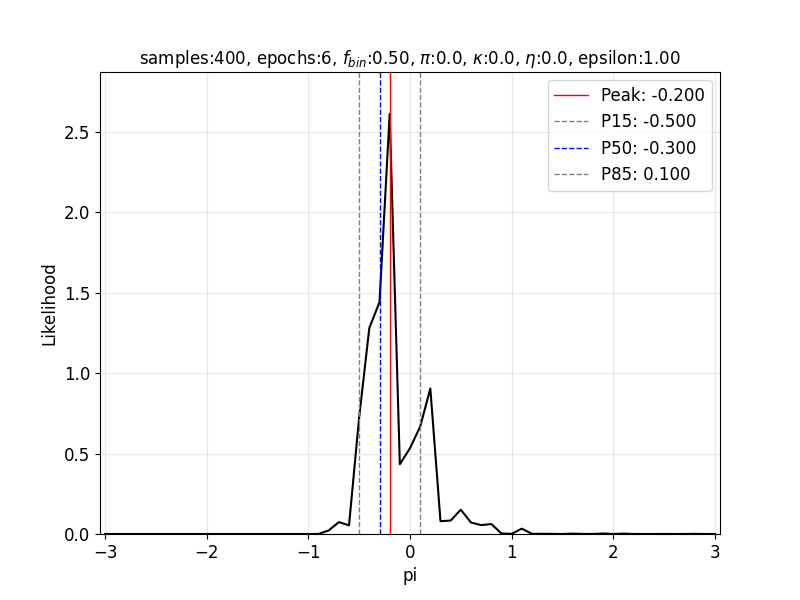 samples:400, epochs:6, f_bin:0.50, π:0.0, κ:0.0, η:0.0, epsilon:1.00
Peak: -0.200
P15: -0.500
P50: -0.300
P85: 0.100
Likelihood
2.5
2.0
1.5
1.0
0.5
0.0
−3 −2 −1 0 1 2 3
pi